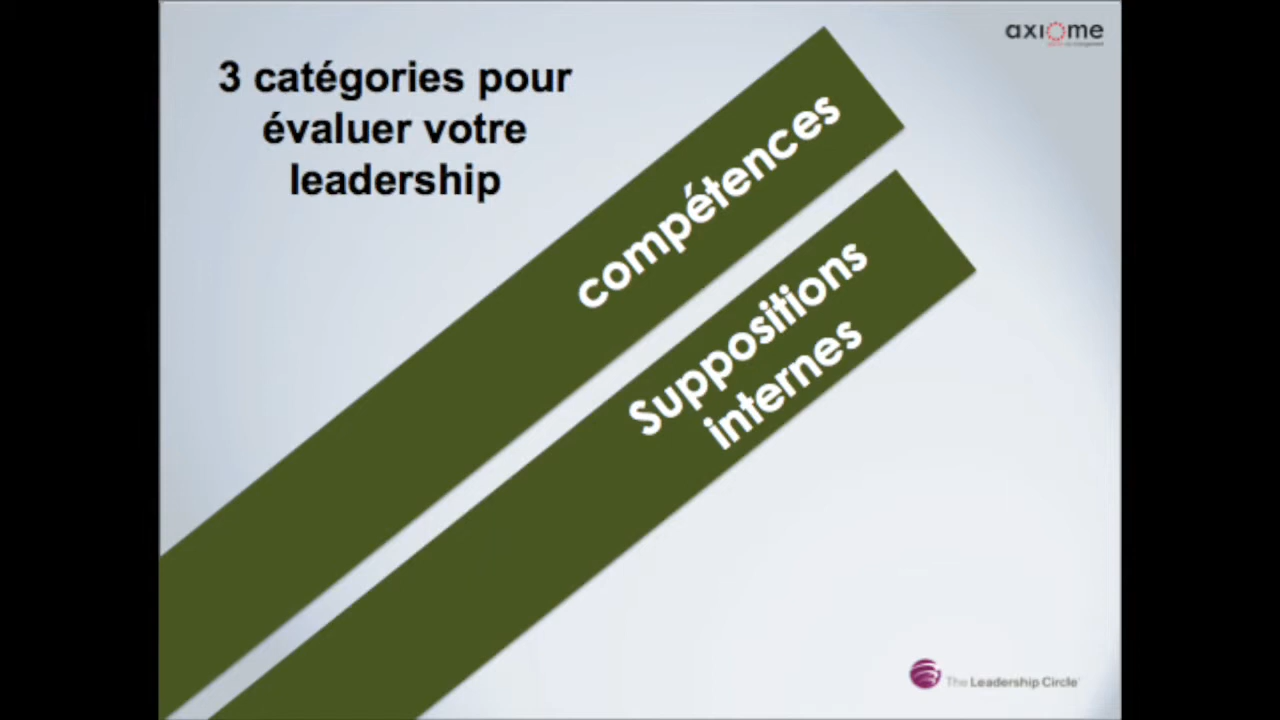 axiome
3 catégories pour
évaluer votre
leadership
compétences
Suppositions
internes
The Leadership Circle